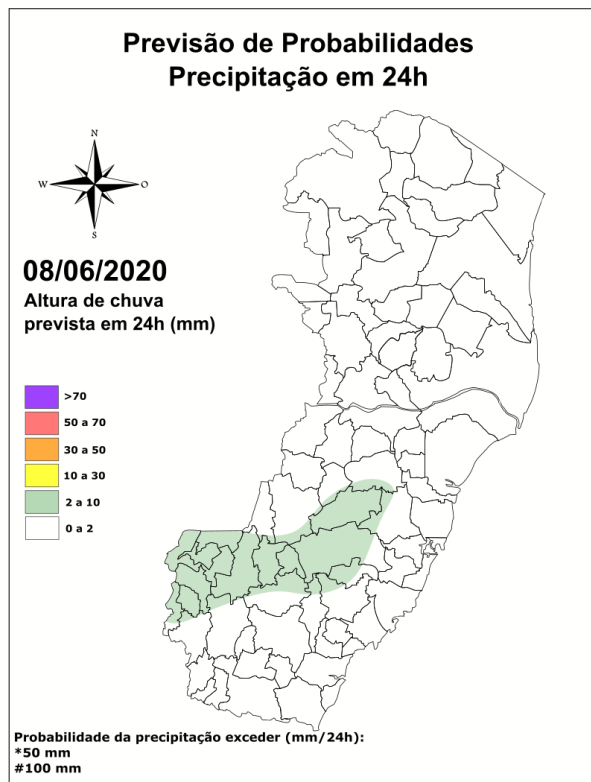 Previsão de Probabilidades
Precipitação em 24h
N
W
O
S
08/06/2020
Altura de chuva
prevista em 24h (mm)
>70
50 a 70
30 a 50
10 a 30
2 a 10
0 a 2
Probabilidade da precipitação exceder (mm/24h):
*50 mm
#100 mm